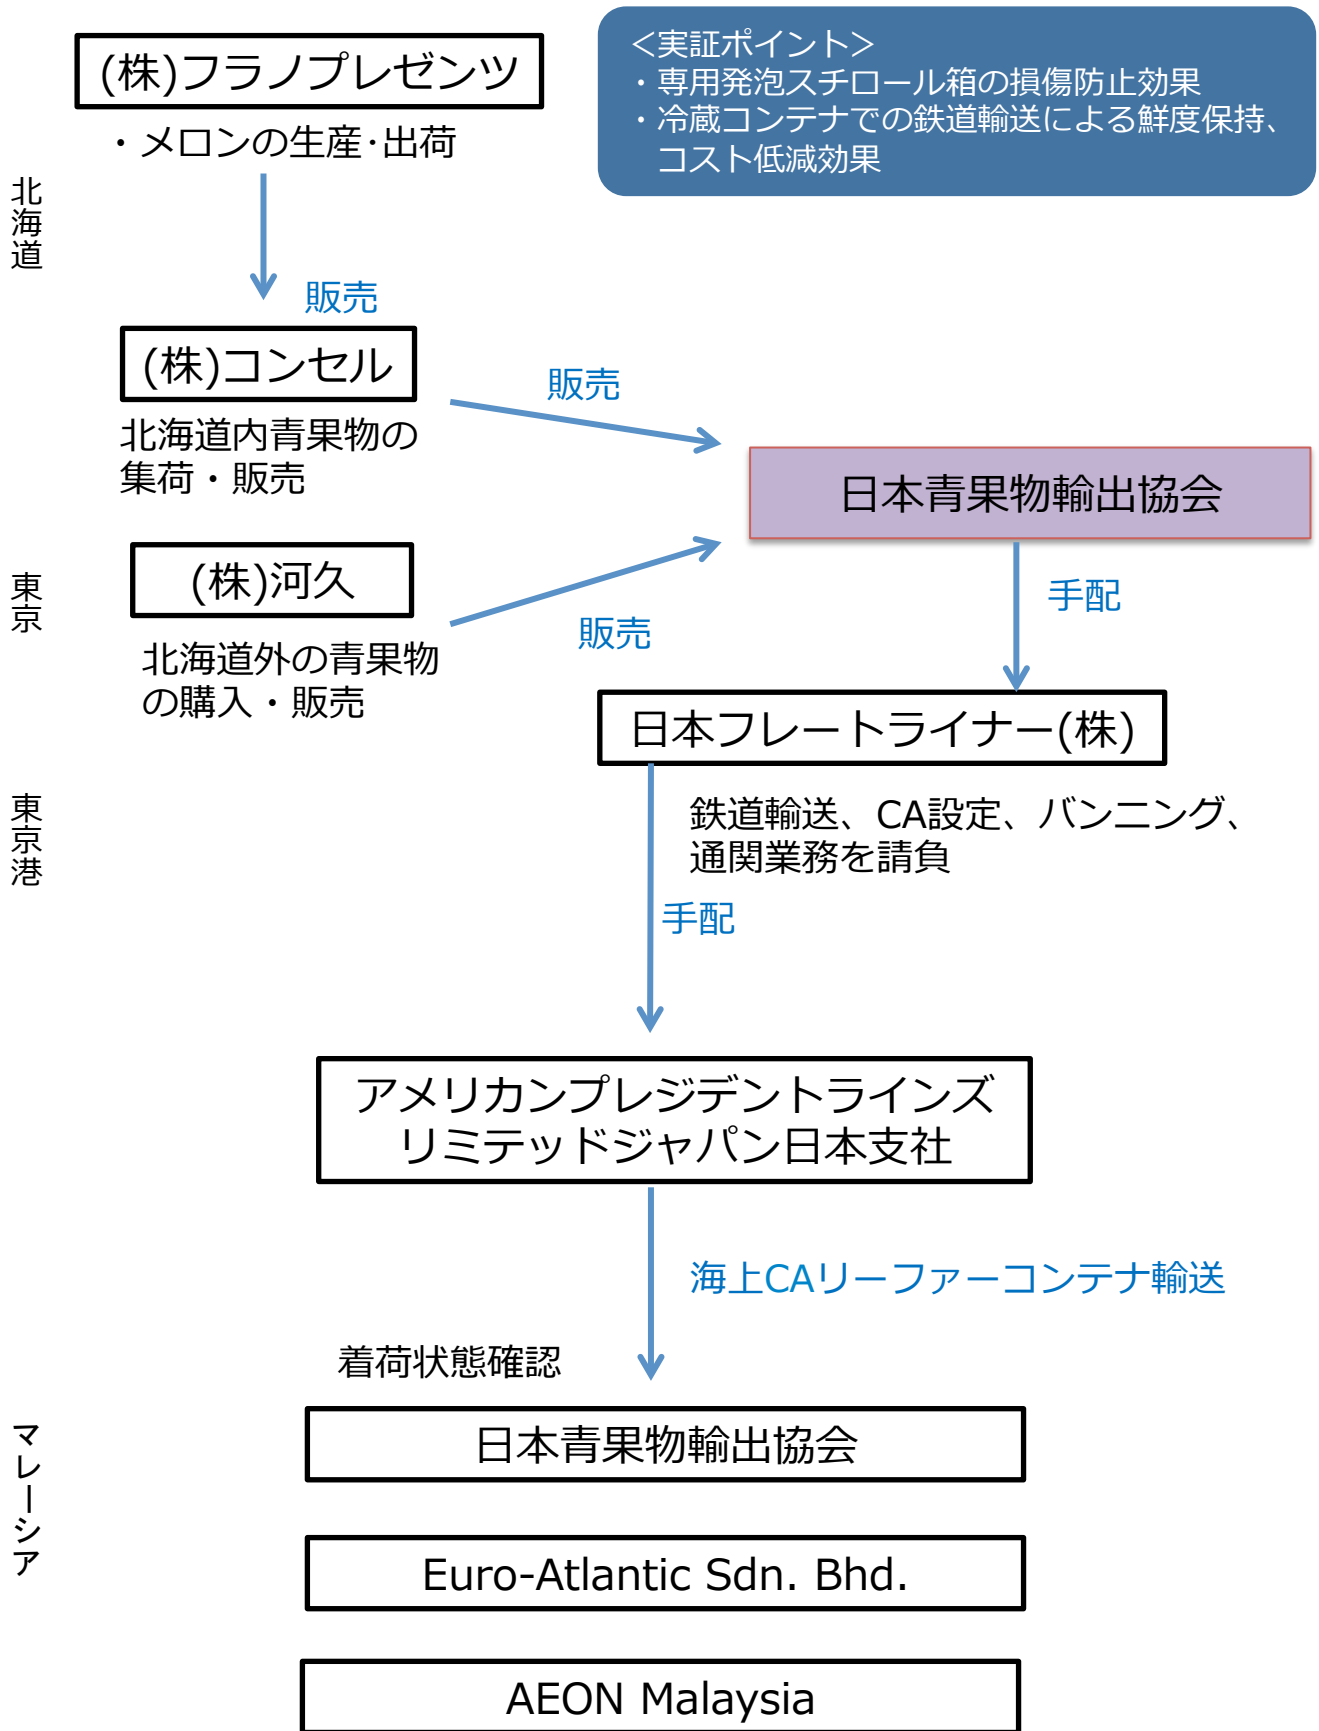 (株)フラノプレゼンツ
・メロンの生産･出荷
＜実証ポイント＞
・専用発泡スチロール箱の損傷防止効果
・冷蔵コンテナでの鉄道輸送による鮮度保持、
コスト低減効果
北海道
販売
(株)コンセル
北海道内青果物の
集荷・販売
販売
日本青果物輸出協会
東京
(株)河久
北海道外の青果物
の購入・販売
販売
手配
日本フレートライナー(株)
東京港
鉄道輸送、CA設定、バンニング、
通関業務を請負
手配
アメリカンプレジデントラインズ
リミテッドジャパン日本支社
海上CAリーファーコンテナ輸送
着荷状態確認
マレーシア
日本青果物輸出協会
Euro-Atlantic Sdn. Bhd.
AEON Malaysia